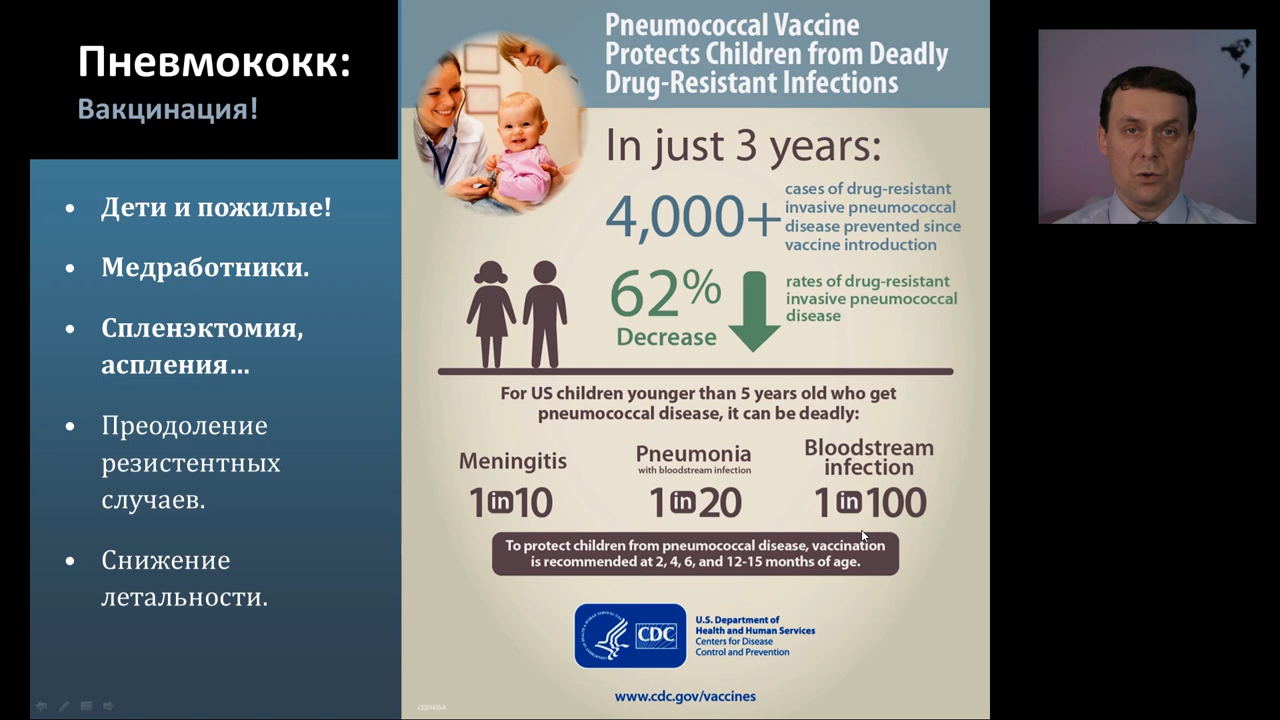 Пневмококк:
Вакцинация!
• Дети и пожилые!
• Медработники.
• Спленэктомия,
аспления...
• Преодоление
резистентных
случаев.
• Снижение
летальности.
Pneumococcal Vaccine
Protects Children from Deadly
Drug-Resistant Infections
In just 3 years:
4,000+
cases of drug-resistant
invasive pneumococcal
disease prevented since
vaccine introduction
62%
Decrease
rates of drug-resistant
invasive pneumococcal
disease
For US children younger than 5 years old who get
pneumococcal disease, it can be deadly:
Meningitis
1 in 10
Pneumonia
with bloodstream infection
1 in 20
Bloodstream
infection
1 in 100
To protect children from pneumococcal disease, vaccination
is recommended at 2, 4, 6, and 12-15 months of age.
CDC
U.S. Department of
Health and Human Services
Centers for Disease
Control and Prevention
www.cdc.gov/vaccines